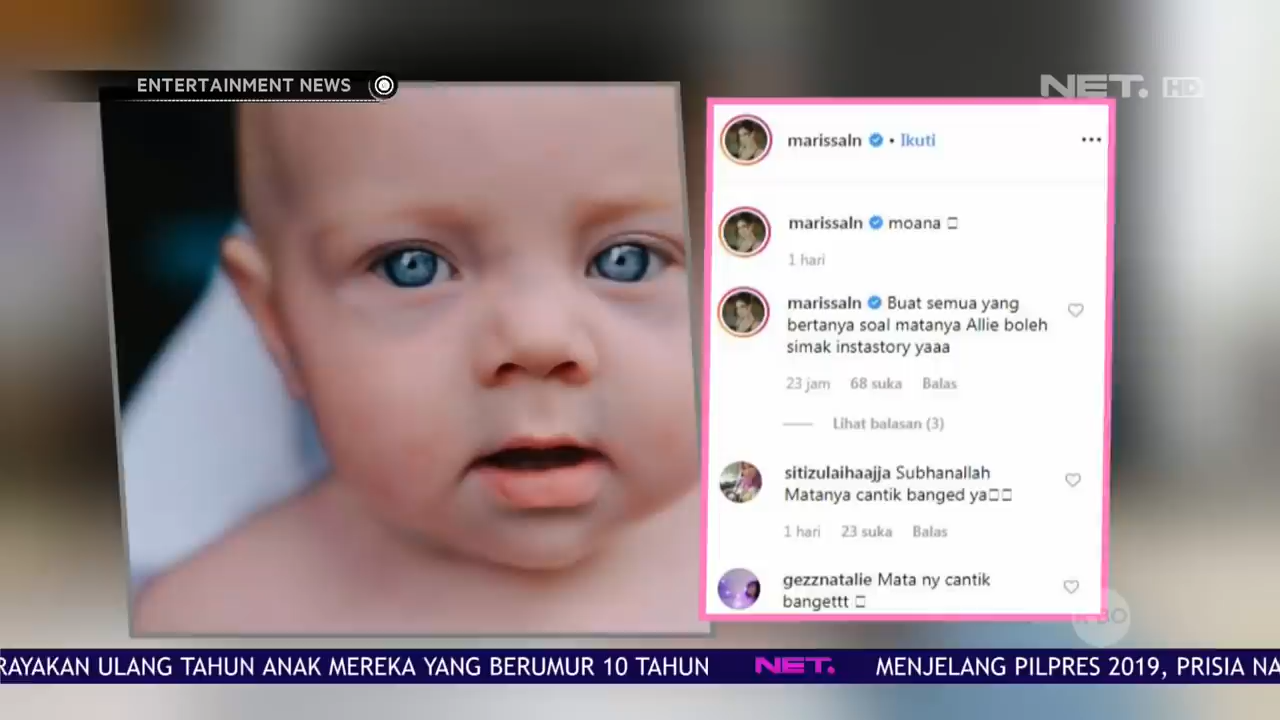 ENTERTAINMENT NEWS
NET. HD
marissaln • Ikuti
marissaln moana
1 hari
marissaln Buat semua yang
bertanya soal matanya Allie boleh
simak instastory yaaa
23 jam 68 suka Balas
Lihat balasan (3)
sitizulaihaajja Subhanallah
Matanya cantik banged ya
1 hari 23 suka Balas
gezznatalie Mata ny cantik
bangettt
RAYAKAN ULANG TAHUN ANAK MEREKA YANG BERUMUR 10 TAHUN NET. MENJELANG PILPRES 2019, PRISIA NA